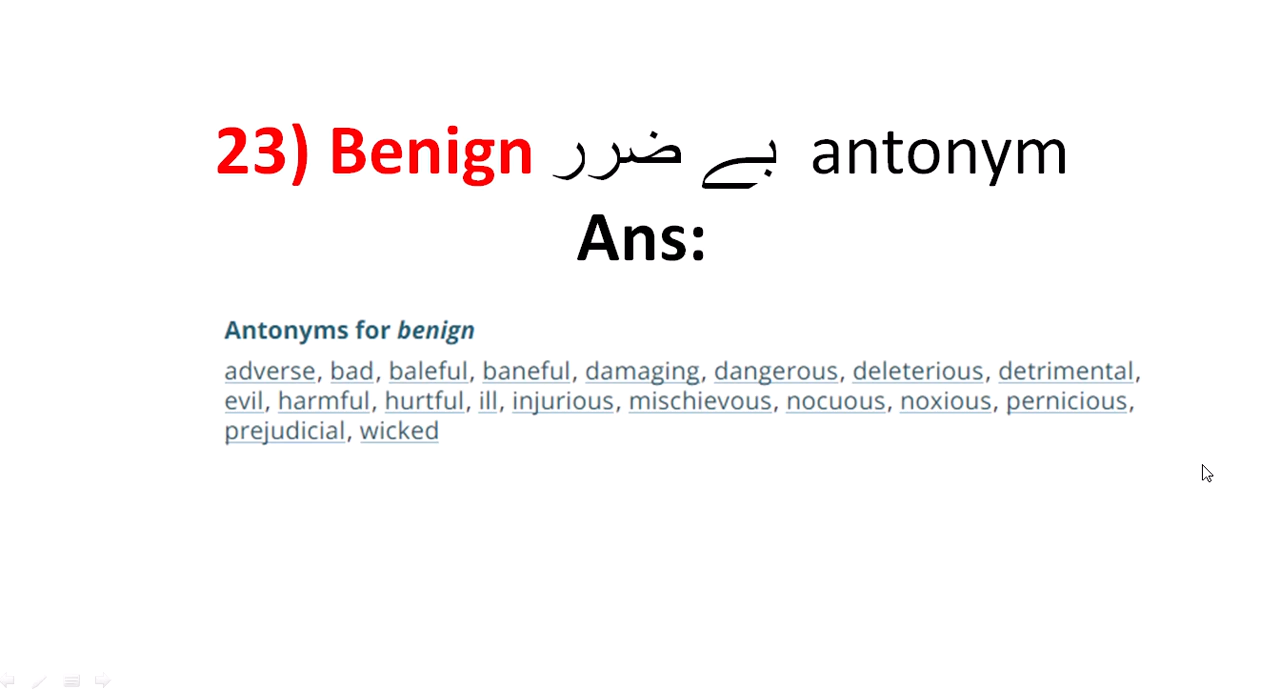 23) Benign بے ضرر antonym
Ans:
Antonyms for benign
adverse, bad, baleful, baneful, damaging, dangerous, deleterious, detrimental,
evil, harmful, hurtful, ill, injurious, mischievous, nocuous, noxious, pernicious,
prejudicial, wicked